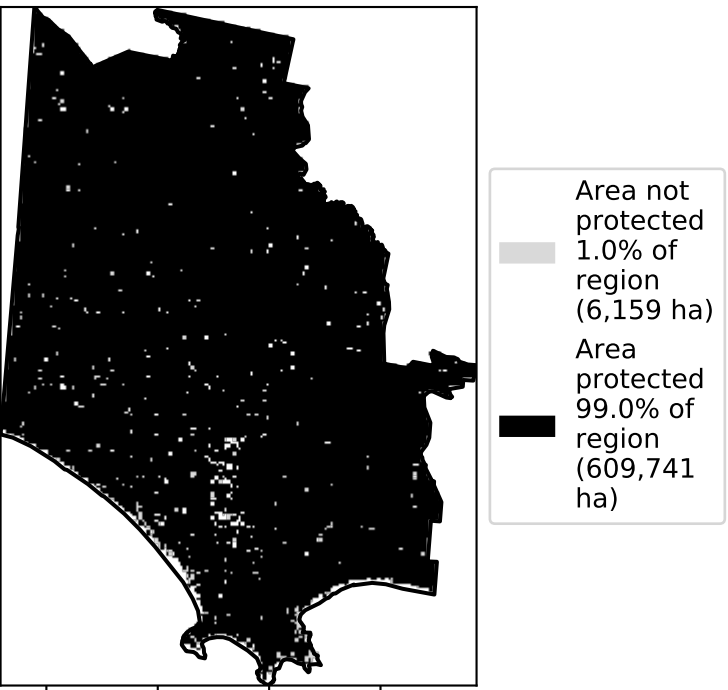 Area not
protected
1.0% of
region
(6,159 ha)
Area
protected
99.0% of
region
(609,741
ha)